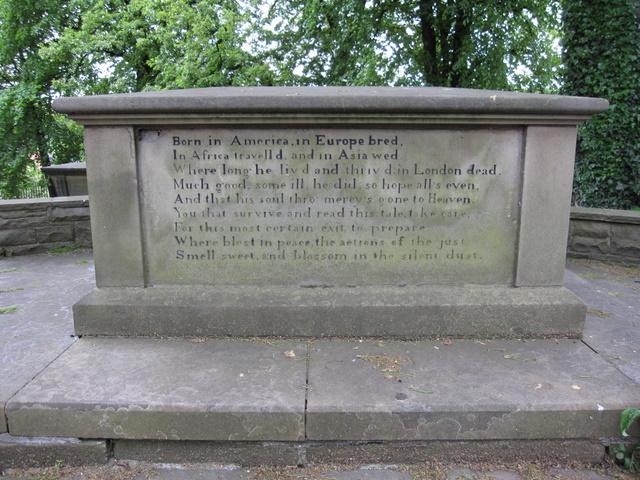 Born in America, in Europe bred,
In Africa travell'd, and in Asia wed
Where long he liv'd and thriv'd, in London dead.
Much good, some ill, he did, so hope all's even,
And that his soul thro' mercy's gone to Heaven.
You that survive and read this tale, take care,
For this most certain exit to prepare
Where blest in peace, the actions of the just
Smell sweet, and blossom in the silent dust.